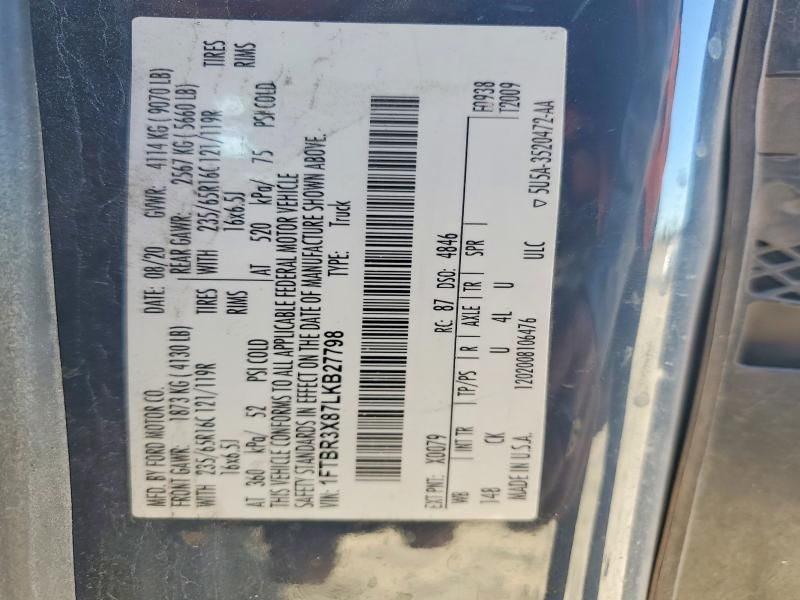 MFD. BY FORD MOTOR CO. DATE: 08/20 GVWR: 4114 KG ( 9070 LB)
FRONT GAWR: 1873 KG ( 4130 LB) REAR GAWR: 2567 KG ( 5660 LB)
WITH 235/65R16C 121/119R TIRES WITH 235/65R16C 121/119R TIRES
16x6.5J RIMS 16x6.5J RIMS
AT 360 kPa/ 52 PSI COLD AT 520 kPa/ 75 PSI COLD
THIS VEHICLE CONFORMS TO ALL APPLICABLE FEDERAL MOTOR VEHICLE
SAFETY STANDARDS IN EFFECT ON THE DATE OF MANUFACTURE SHOWN ABOVE.
VIN: 1FTBR3X87LKB27798 TYPE: Truck
EXT PNT: X0079 RC: 87 DSO: 4846 F0938
WB INT TR TP/PS R AXLE TR SPR T2009
148 CK U 4L U
MADE IN U.S.A. 1202008106476 ULC ▽ 5U5A-3520472-AA